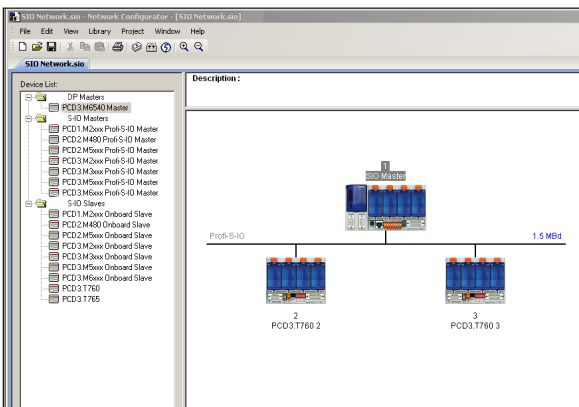 SIO Network.sio - Network Configurator - [SIO Network.sio]
File Edit View Library Project Window Help
SIO Network.sio
Device List:
DP Masters
PCD3.M6540 Master
S-IO Masters
PCD1.M2xxx Profi-S-IO Master
PCD2.M480 Profi-S-IO Master
PCD2.M5xxx Profi-S-IO Master
PCD3.M2xxx Profi-S-IO Master
PCD3.M3xxx Profi-S-IO Master
PCD3.M5xxx Profi-S-IO Master
PCD3.M6xxx Profi-S-IO Master
S-IO Slaves
PCD1.M2xxx Onboard Slave
PCD2.M480 Onboard Slave
PCD2.M5xxx Onboard Slave
PCD3.M2xxx Onboard Slave
PCD3.M3xxx Onboard Slave
PCD3.M5xxx Onboard Slave
PCD3.M6xxx Onboard Slave
PCD3.T760
PCD3.T765
Description :
1
SIO Master
Profi-S-IO
1.5 MBd
2
PCD3.T760 2
3
PCD3.T760 3